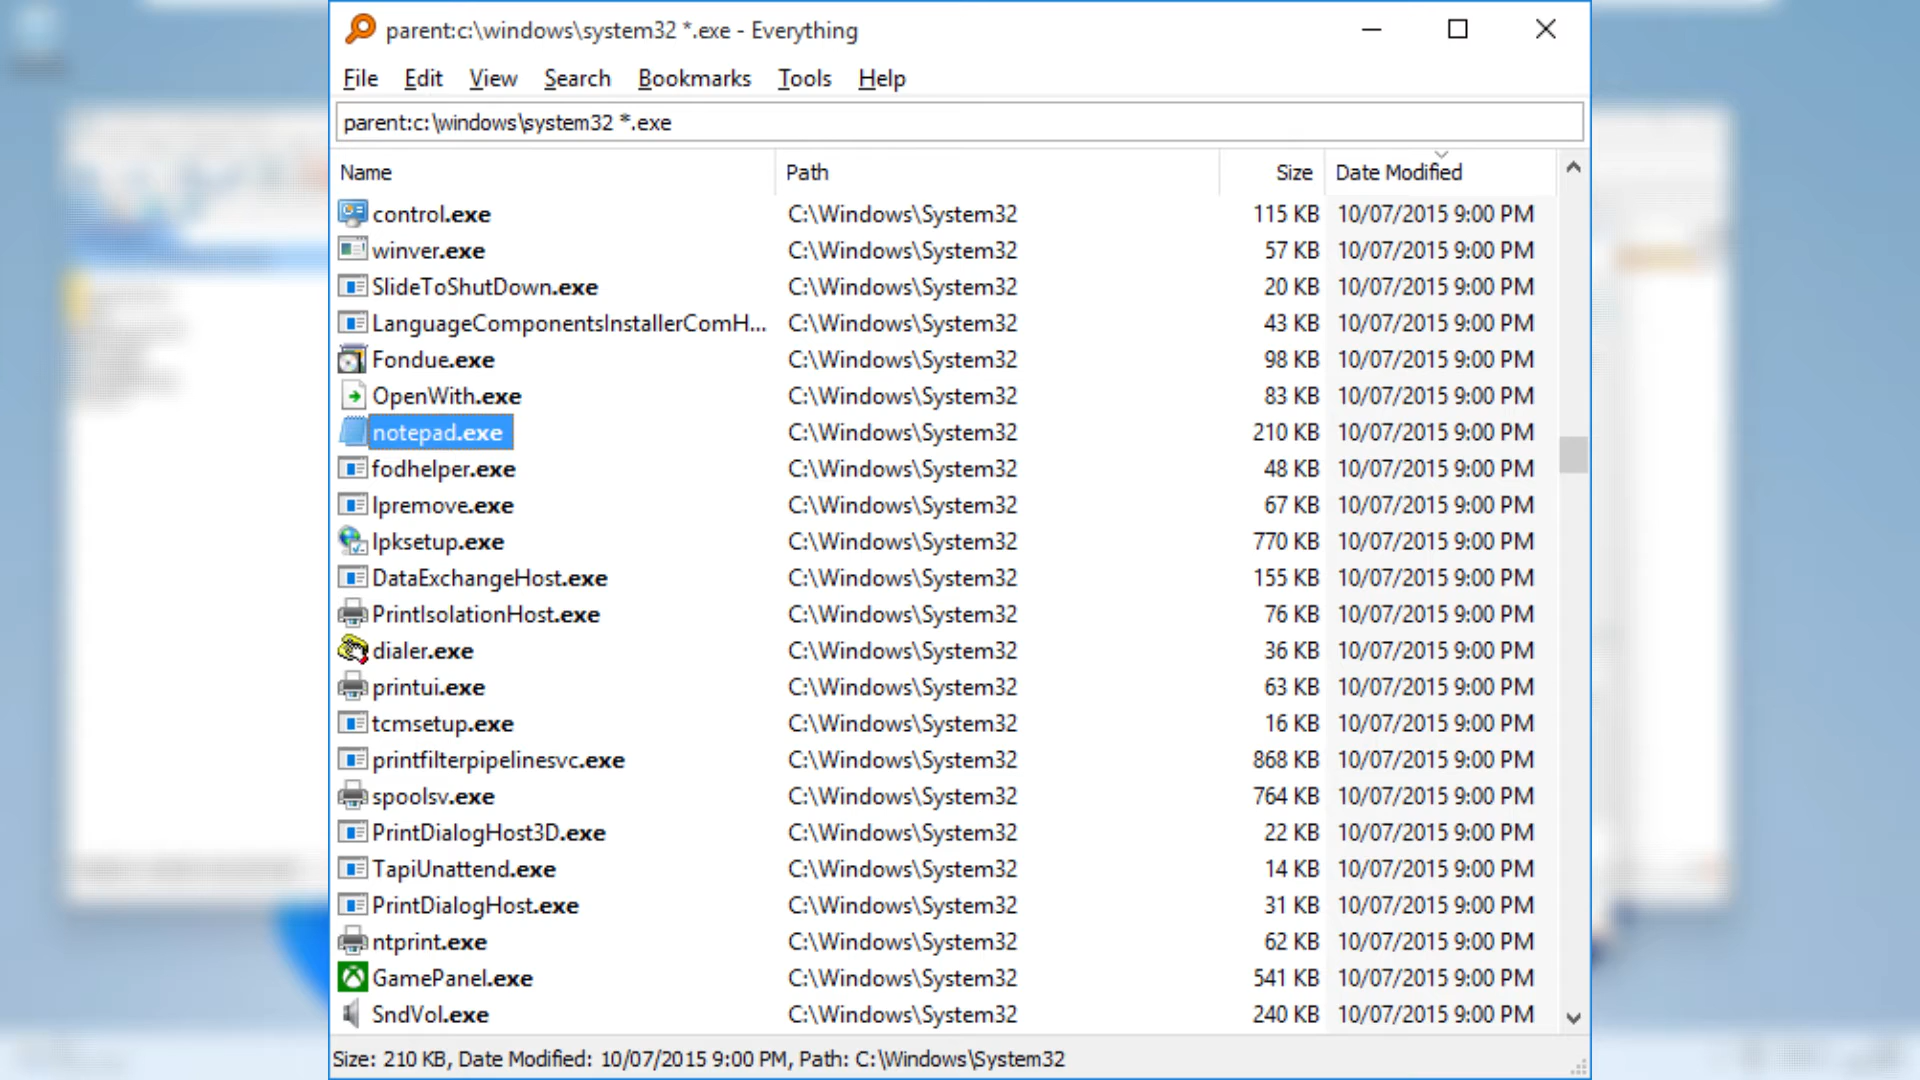 parent:c:\windows\system32 *.exe - Everything
File Edit View Search Bookmarks Tools Help
parent:c:\windows\system32 *.exe
Name Path Size Date Modified
control.exe C:\Windows\System32 115 KB 10/07/2015 9:00 PM
winver.exe C:\Windows\System32 57 KB 10/07/2015 9:00 PM
SlideToShutDown.exe C:\Windows\System32 20 KB 10/07/2015 9:00 PM
LanguageComponentsInstallerComH... C:\Windows\System32 43 KB 10/07/2015 9:00 PM
Fondue.exe C:\Windows\System32 98 KB 10/07/2015 9:00 PM
OpenWith.exe C:\Windows\System32 83 KB 10/07/2015 9:00 PM
notepad.exe C:\Windows\System32 210 KB 10/07/2015 9:00 PM
fodhelper.exe C:\Windows\System32 48 KB 10/07/2015 9:00 PM
lpremove.exe C:\Windows\System32 67 KB 10/07/2015 9:00 PM
lpksetup.exe C:\Windows\System32 770 KB 10/07/2015 9:00 PM
DataExchangeHost.exe C:\Windows\System32 155 KB 10/07/2015 9:00 PM
PrintIsolationHost.exe C:\Windows\System32 76 KB 10/07/2015 9:00 PM
dialer.exe C:\Windows\System32 36 KB 10/07/2015 9:00 PM
printui.exe C:\Windows\System32 63 KB 10/07/2015 9:00 PM
tcmsetup.exe C:\Windows\System32 16 KB 10/07/2015 9:00 PM
printfilterpipelinesvc.exe C:\Windows\System32 868 KB 10/07/2015 9:00 PM
spoolsv.exe C:\Windows\System32 764 KB 10/07/2015 9:00 PM
PrintDialogHost3D.exe C:\Windows\System32 22 KB 10/07/2015 9:00 PM
TapiUnattend.exe C:\Windows\System32 14 KB 10/07/2015 9:00 PM
PrintDialogHost.exe C:\Windows\System32 31 KB 10/07/2015 9:00 PM
ntprint.exe C:\Windows\System32 62 KB 10/07/2015 9:00 PM
GamePanel.exe C:\Windows\System32 541 KB 10/07/2015 9:00 PM
SndVol.exe C:\Windows\System32 240 KB 10/07/2015 9:00 PM
Size: 210 KB, Date Modified: 10/07/2015 9:00 PM, Path: C:\Windows\System32